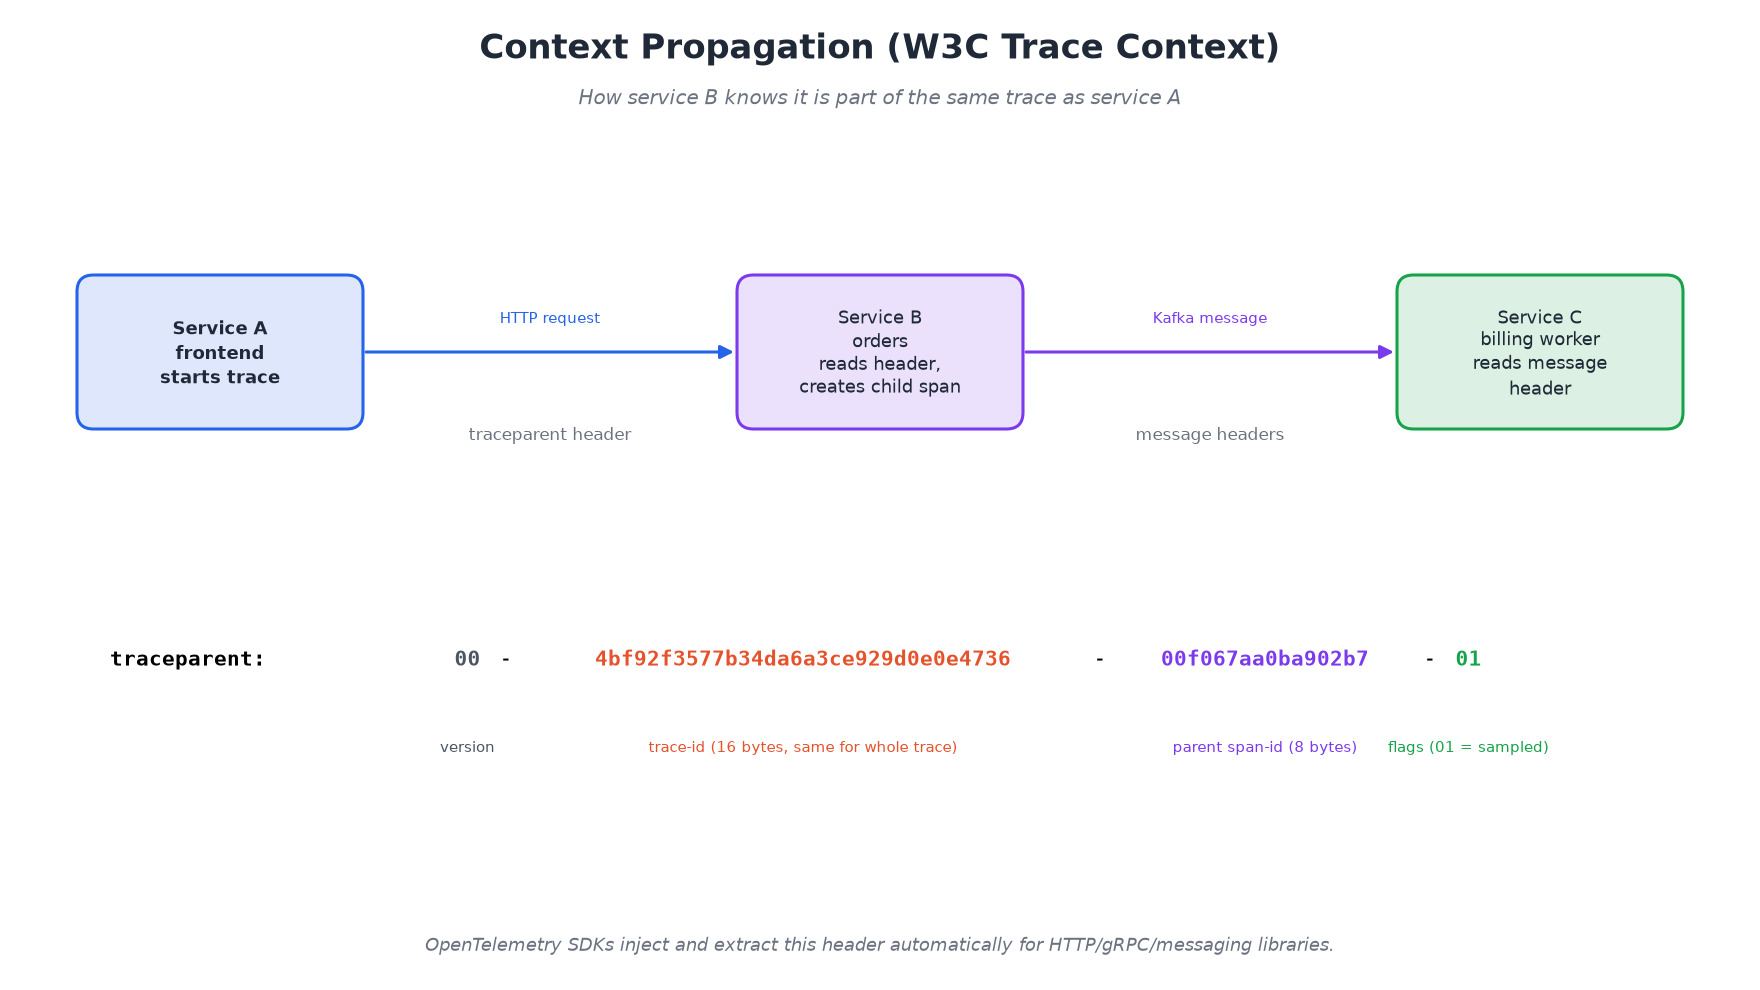 Context Propagation (W3C Trace Context)
How service B knows it is part of the same trace as service A
Service A
frontend
starts trace
HTTP request
traceparent header
Service B
orders
reads header,
creates child span
Kafka message
message headers
Service C
billing worker
reads message
header
traceparent: 00 - 4bf92f3577b34da6a3ce929d0e0e4736 - 00f067aa0ba902b7 - 01
version trace-id (16 bytes, same for whole trace) parent span-id (8 bytes) flags (01 = sampled)
OpenTelemetry SDKs inject and extract this header automatically for HTTP/gRPC/messaging libraries.